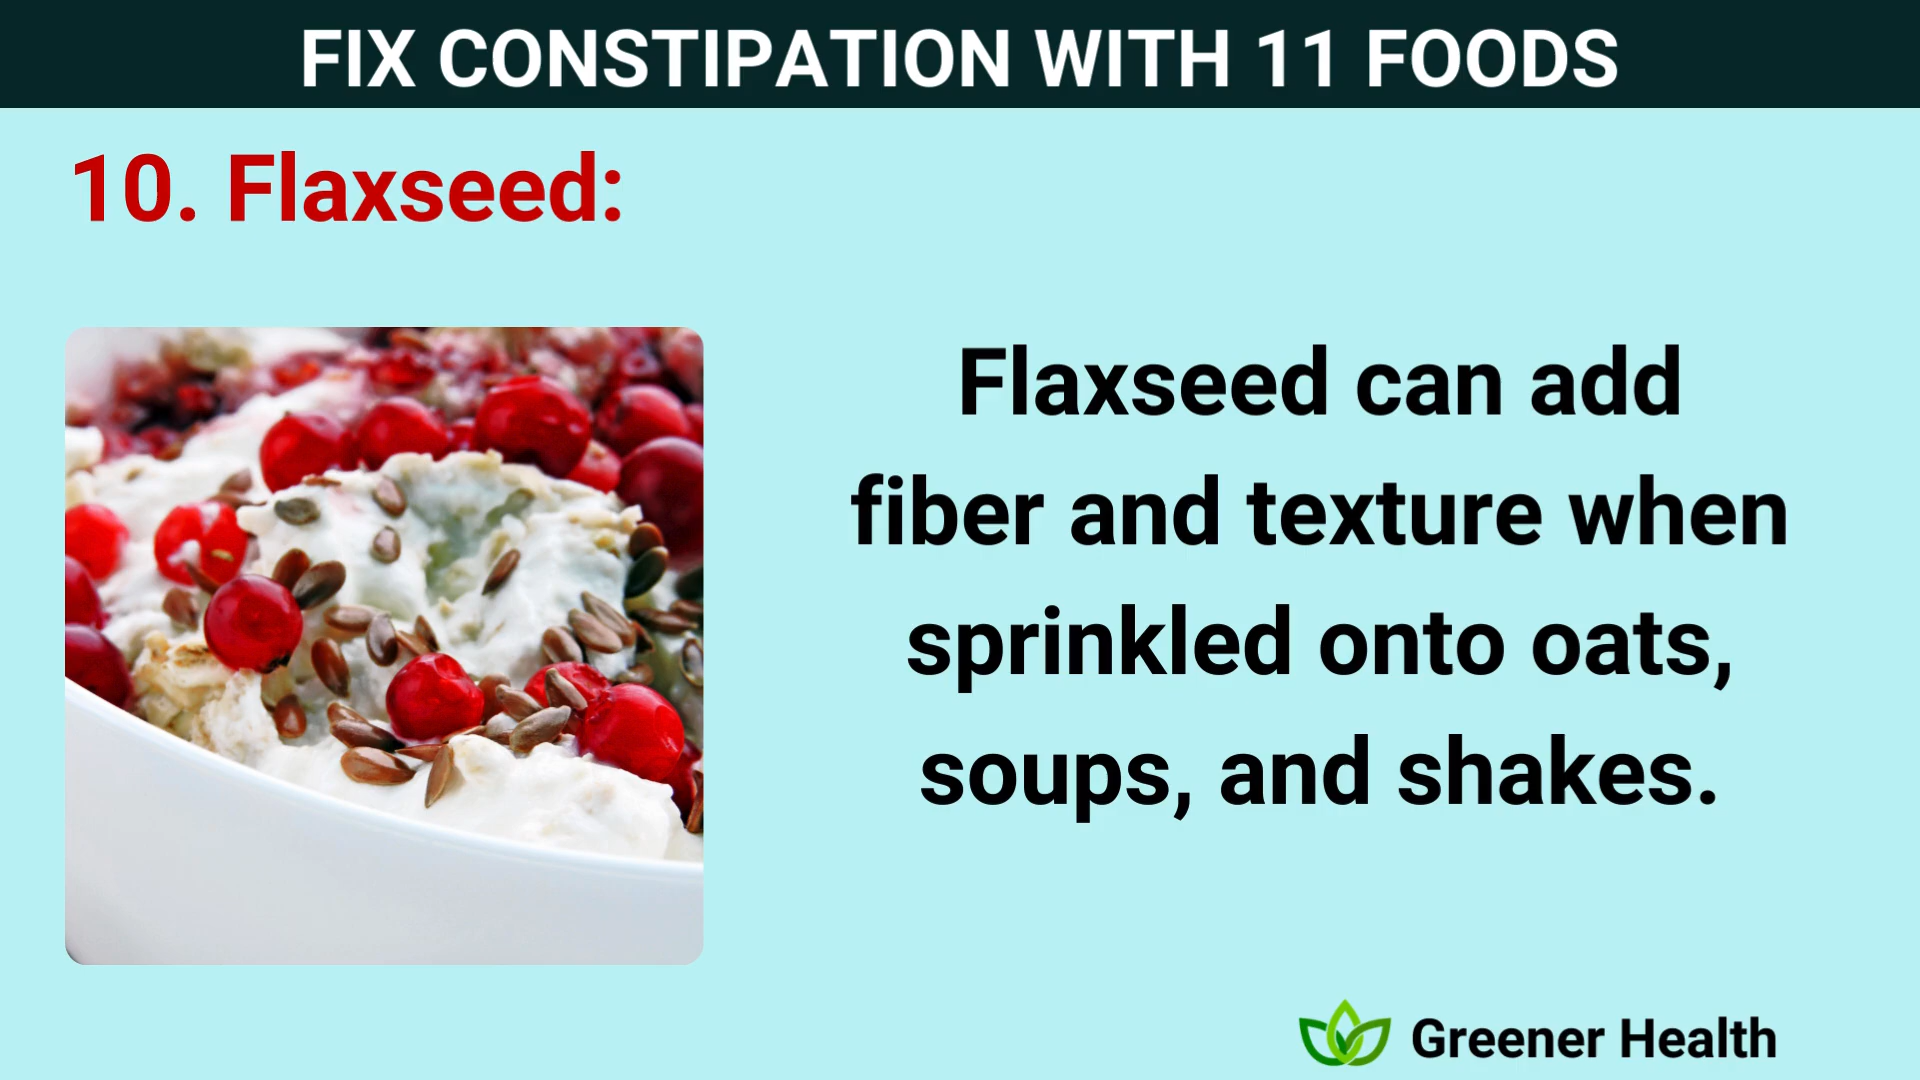 FIX CONSTIPATION WITH 11 FOODS
10. Flaxseed:
Flaxseed can add
fiber and texture when
sprinkled onto oats,
soups, and shakes.
Greener Health